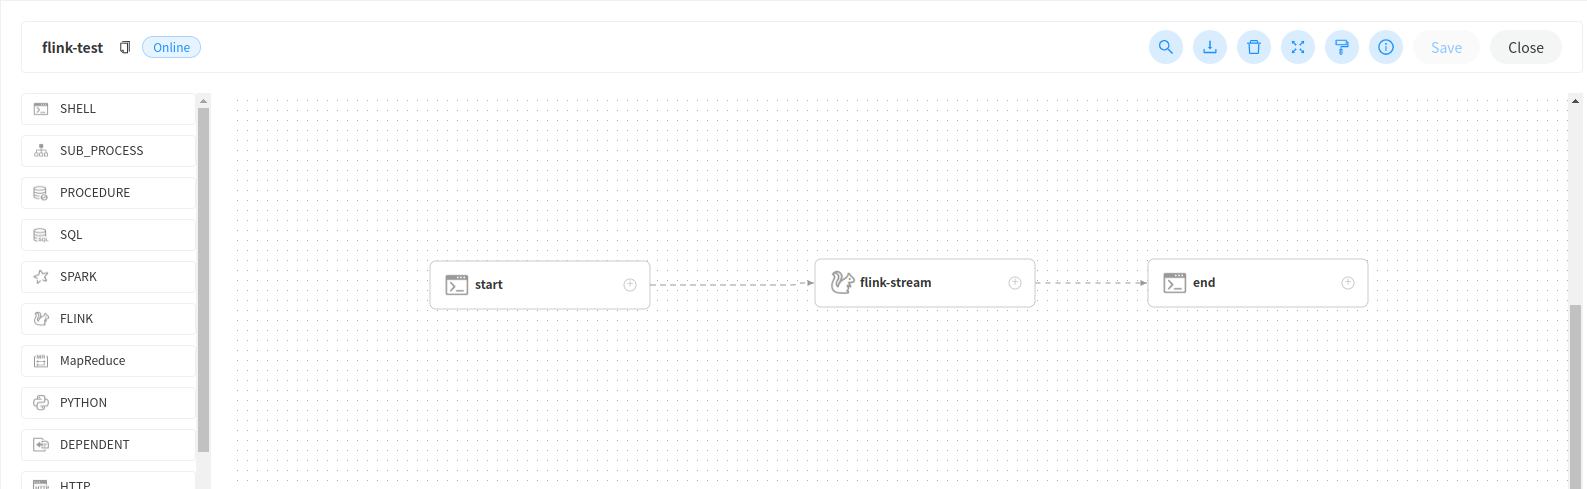 flink-test Online Save Close
SHELL
SUB_PROCESS
PROCEDURE
SQL
SPARK
FLINK
MapReduce
PYTHON
DEPENDENT
HTTP
start flink-stream end